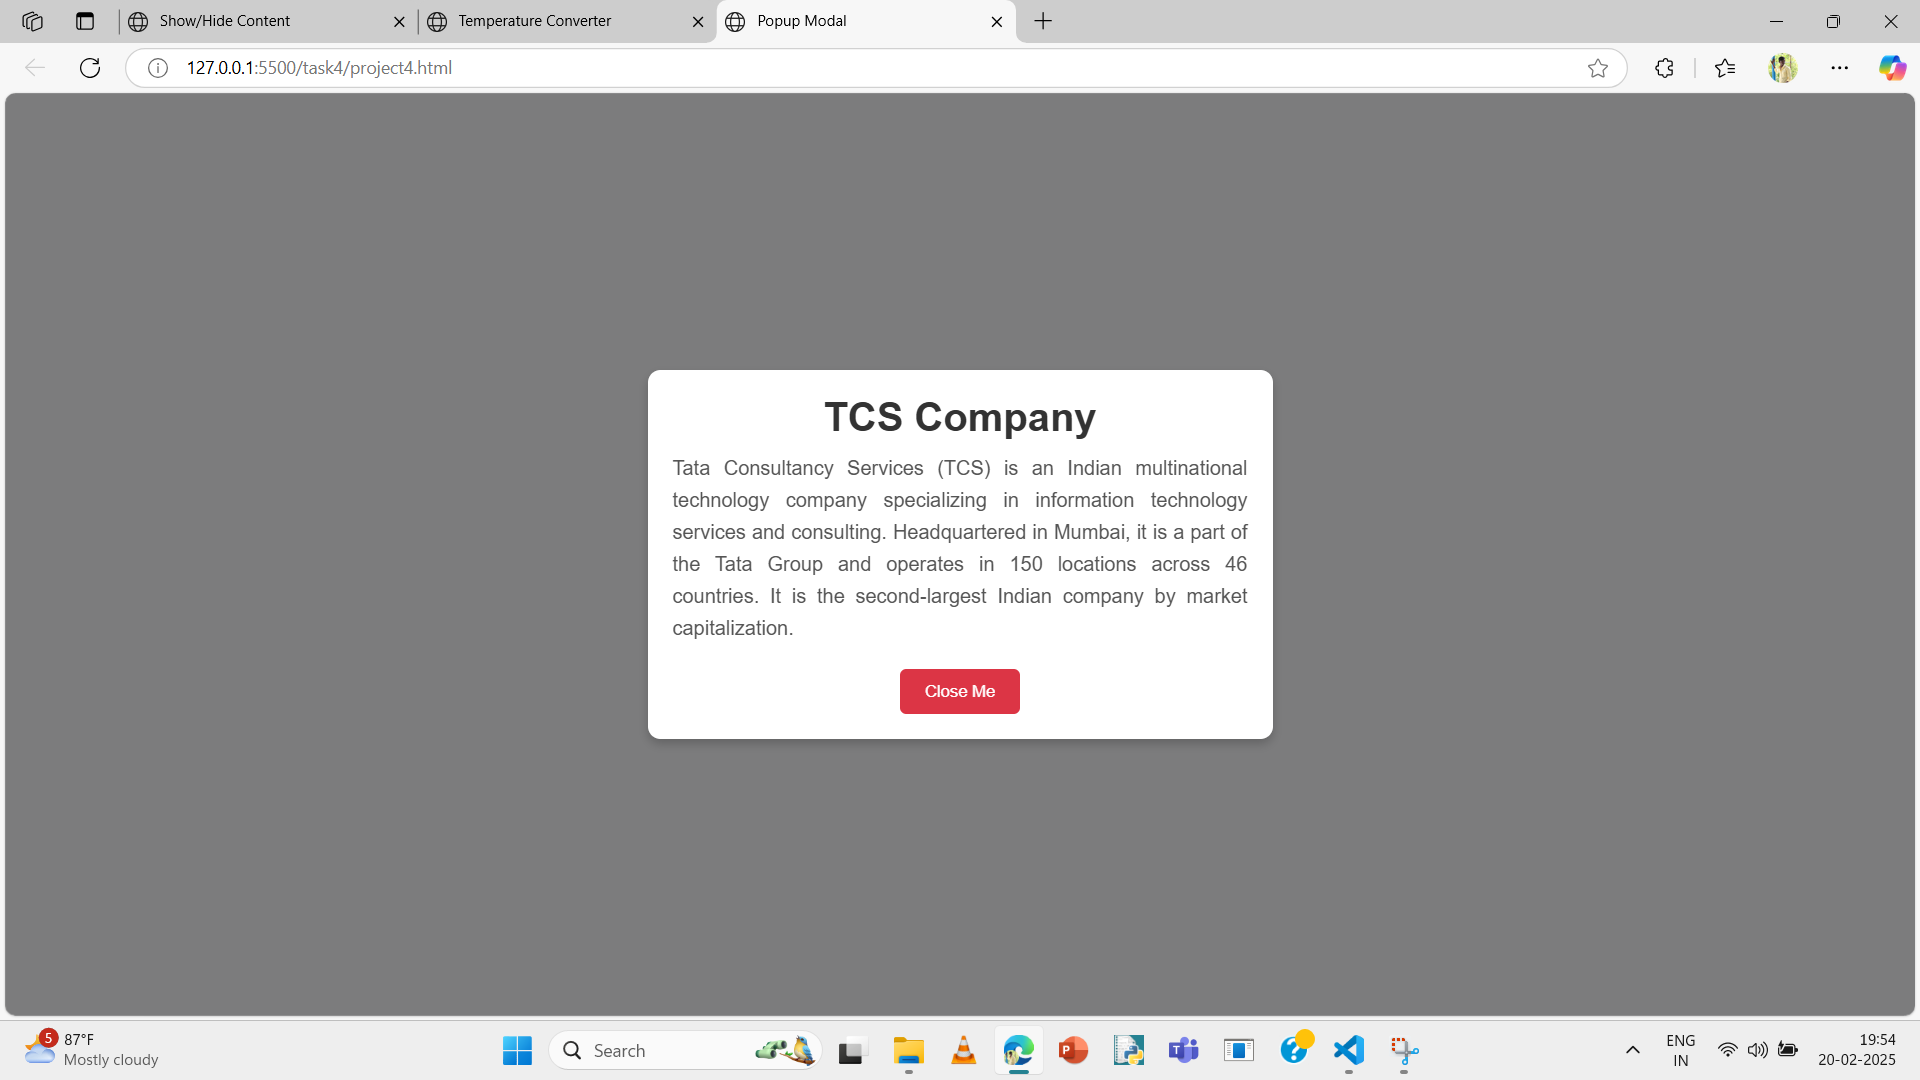 Show/Hide Content
Temperature Converter
Popup Modal
127.0.0.1:5500/task4/project4.html
TCS Company
Tata Consultancy Services (TCS) is an Indian multinational
technology company specializing in information technology
services and consulting. Headquartered in Mumbai, it is a part of
the Tata Group and operates in 150 locations across 46
countries. It is the second-largest Indian company by market
capitalization.
Close Me
5
87°F
Mostly cloudy
Search
ENG
IN
19:54
20-02-2025